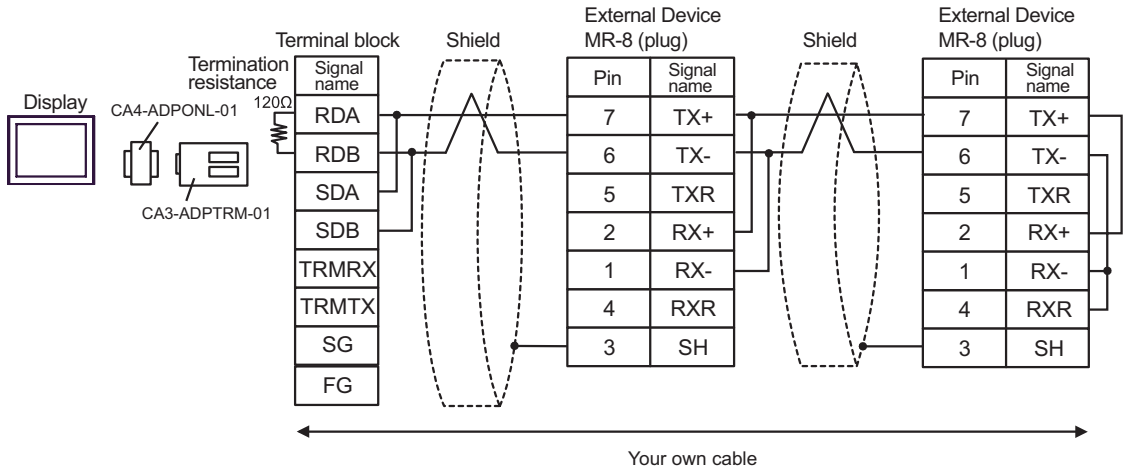 Display
CA4-ADPONL-01
CA3-ADPTRM-01
Termination
resistance
120Ω
Terminal block
Signal
name
RDA
RDB
SDA
SDB
TRMRX
TRMTX
SG
FG
Shield
External Device
MR-8 (plug)
Pin Signal
name
7 TX+
6 TX-
5 TXR
2 RX+
1 RX-
4 RXR
3 SH
Shield
External Device
MR-8 (plug)
Pin Signal
name
7 TX+
6 TX-
5 TXR
2 RX+
1 RX-
4 RXR
3 SH
Your own cable